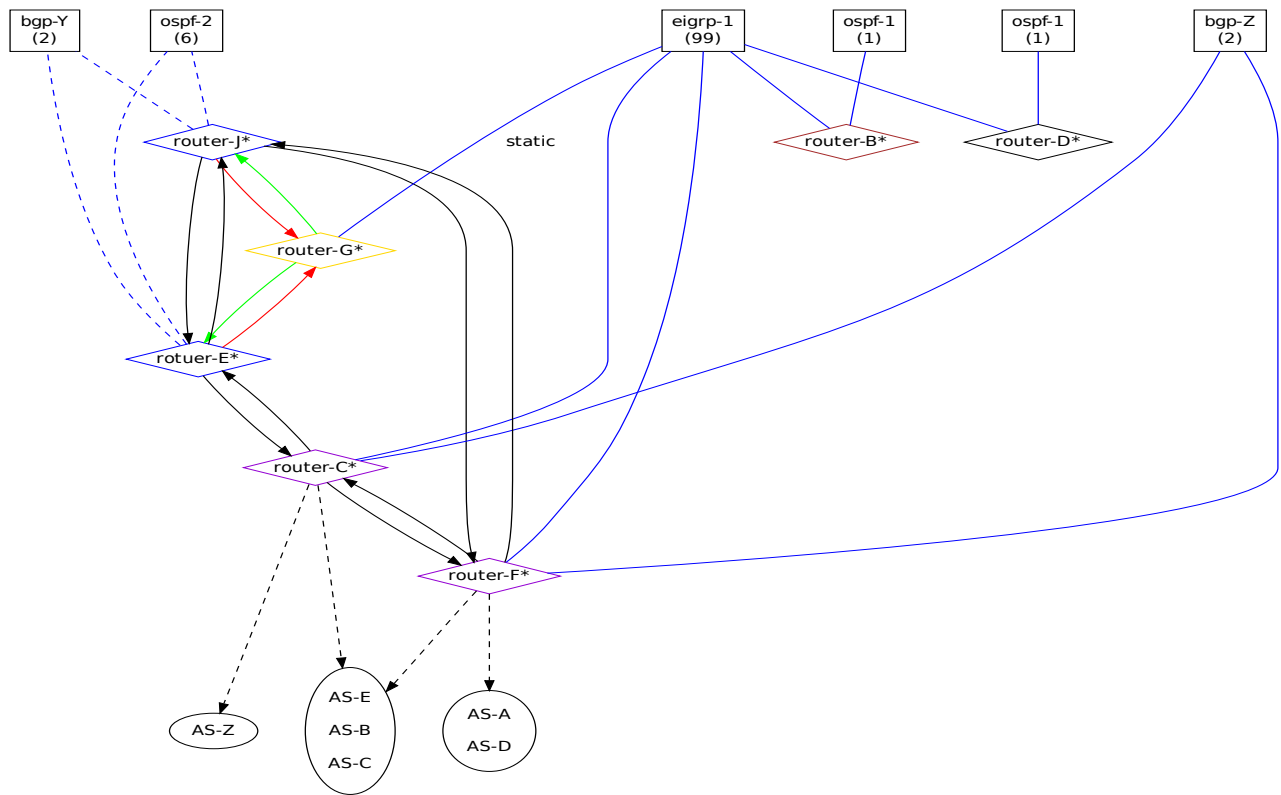 bgp-Y
(2)
ospf-2
(6)
eigrp-1
(99)
ospf-1
(1)
ospf-1
(1)
bgp-Z
(2)
router-J*
static
router-B*
router-D*
router-G*
rotuer-E*
router-C*
router-F*
AS-Z
AS-E
AS-B
AS-C
AS-A
AS-D